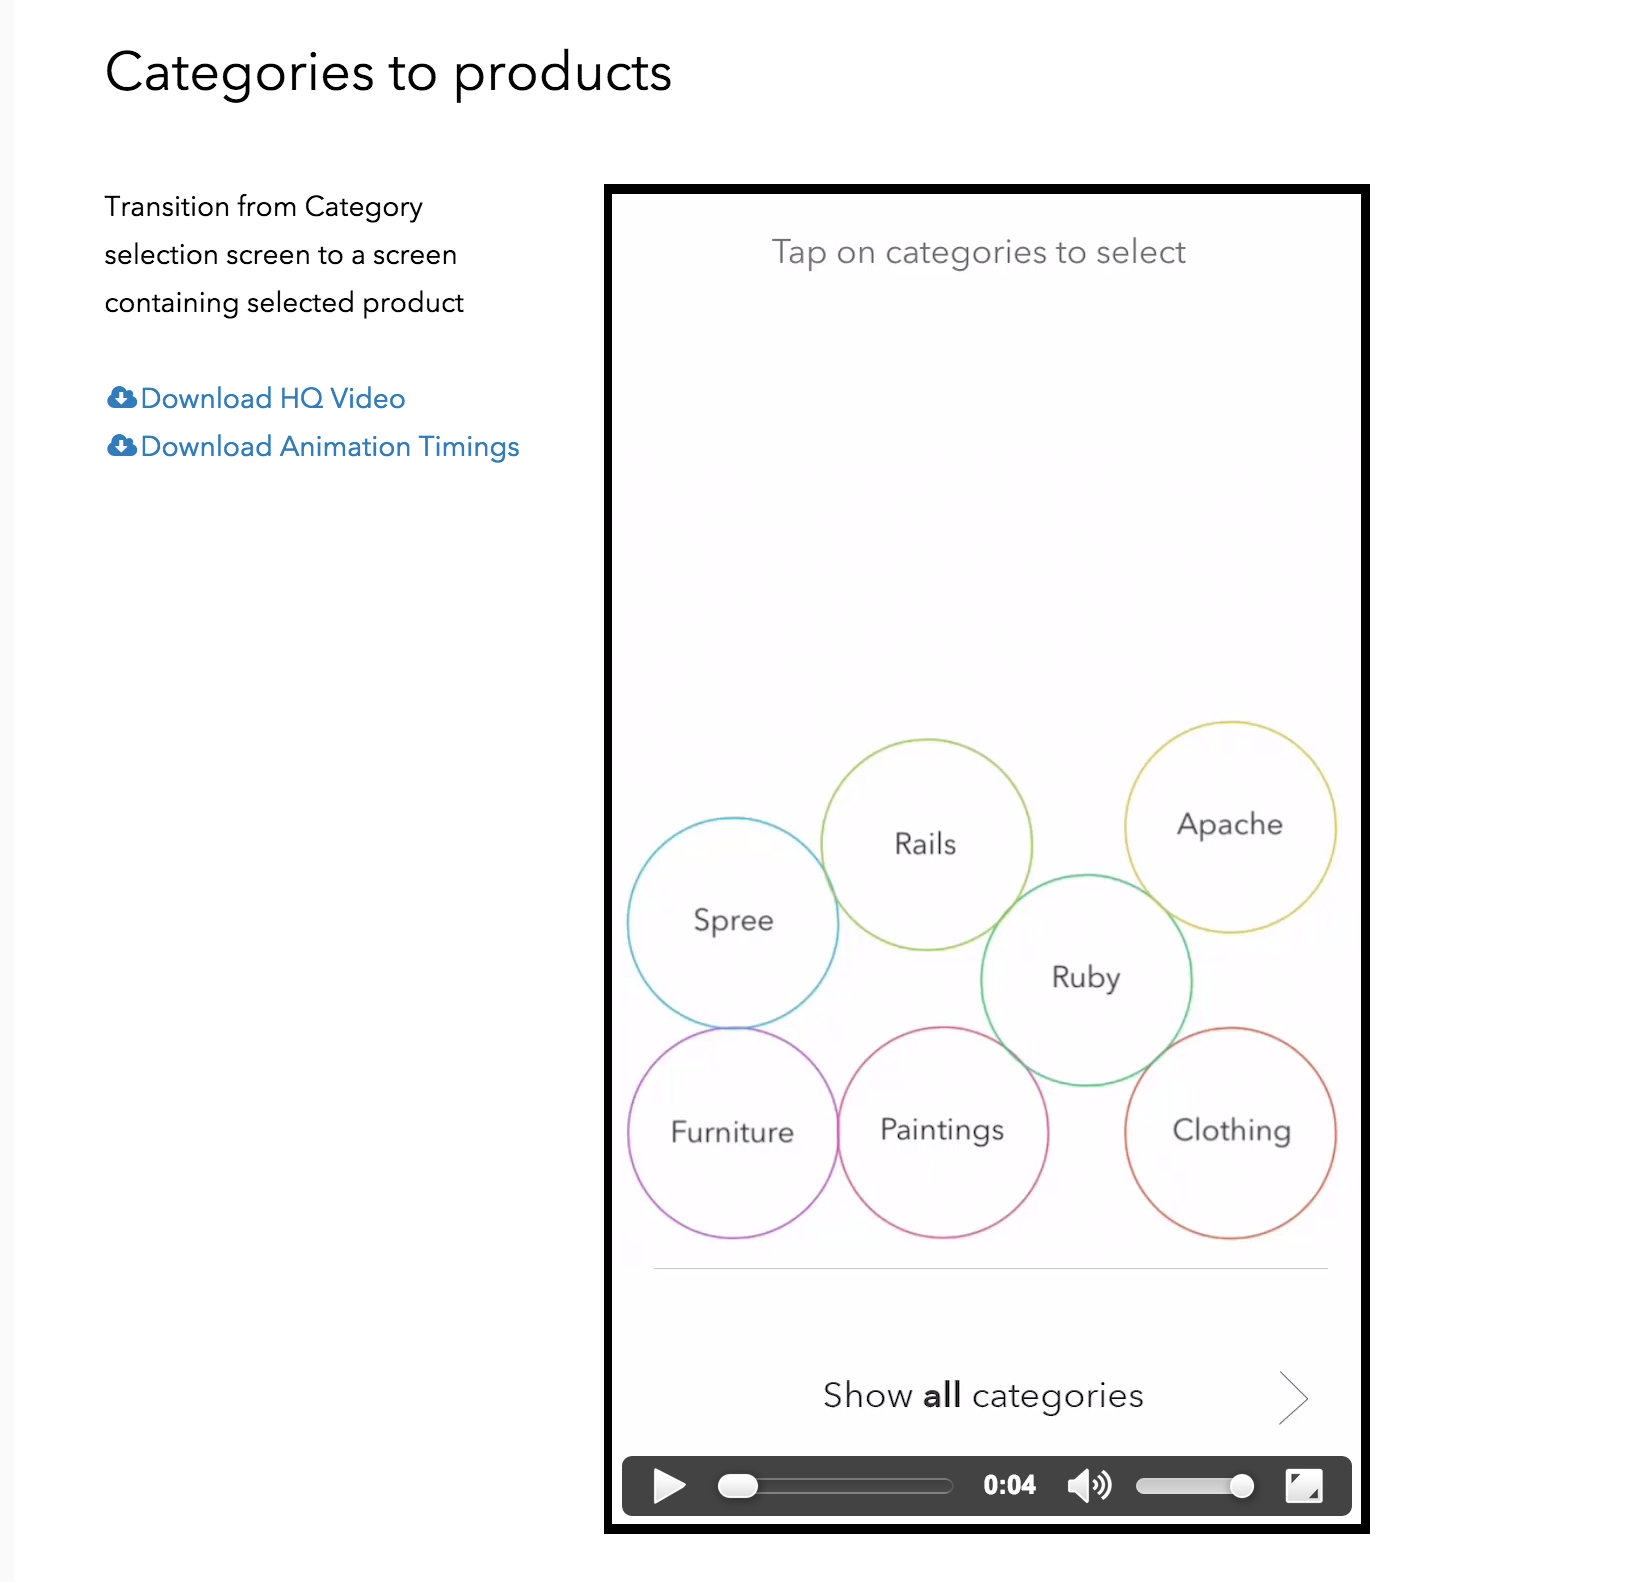 Categories to products
Transition from Category
selection screen to a screen
containing selected product
Download HQ Video
Download Animation Timings
Tap on categories to select
Apache
Rails
Spree
Ruby
Furniture
Paintings
Clothing
Show all categories
0:04